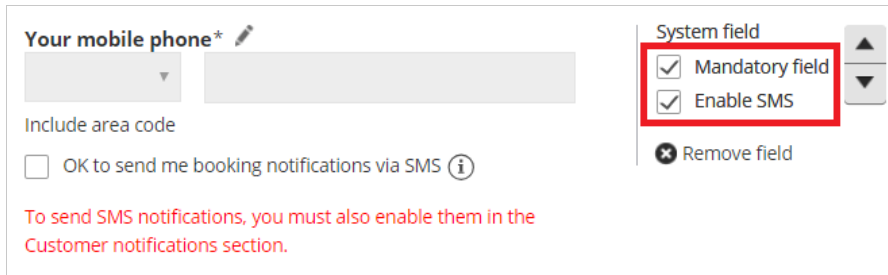 Your mobile phone*
Include area code
OK to send me booking notifications via SMS
To send SMS notifications, you must also enable them in the
Customer notifications section.
System field
Mandatory field
Enable SMS
Remove field